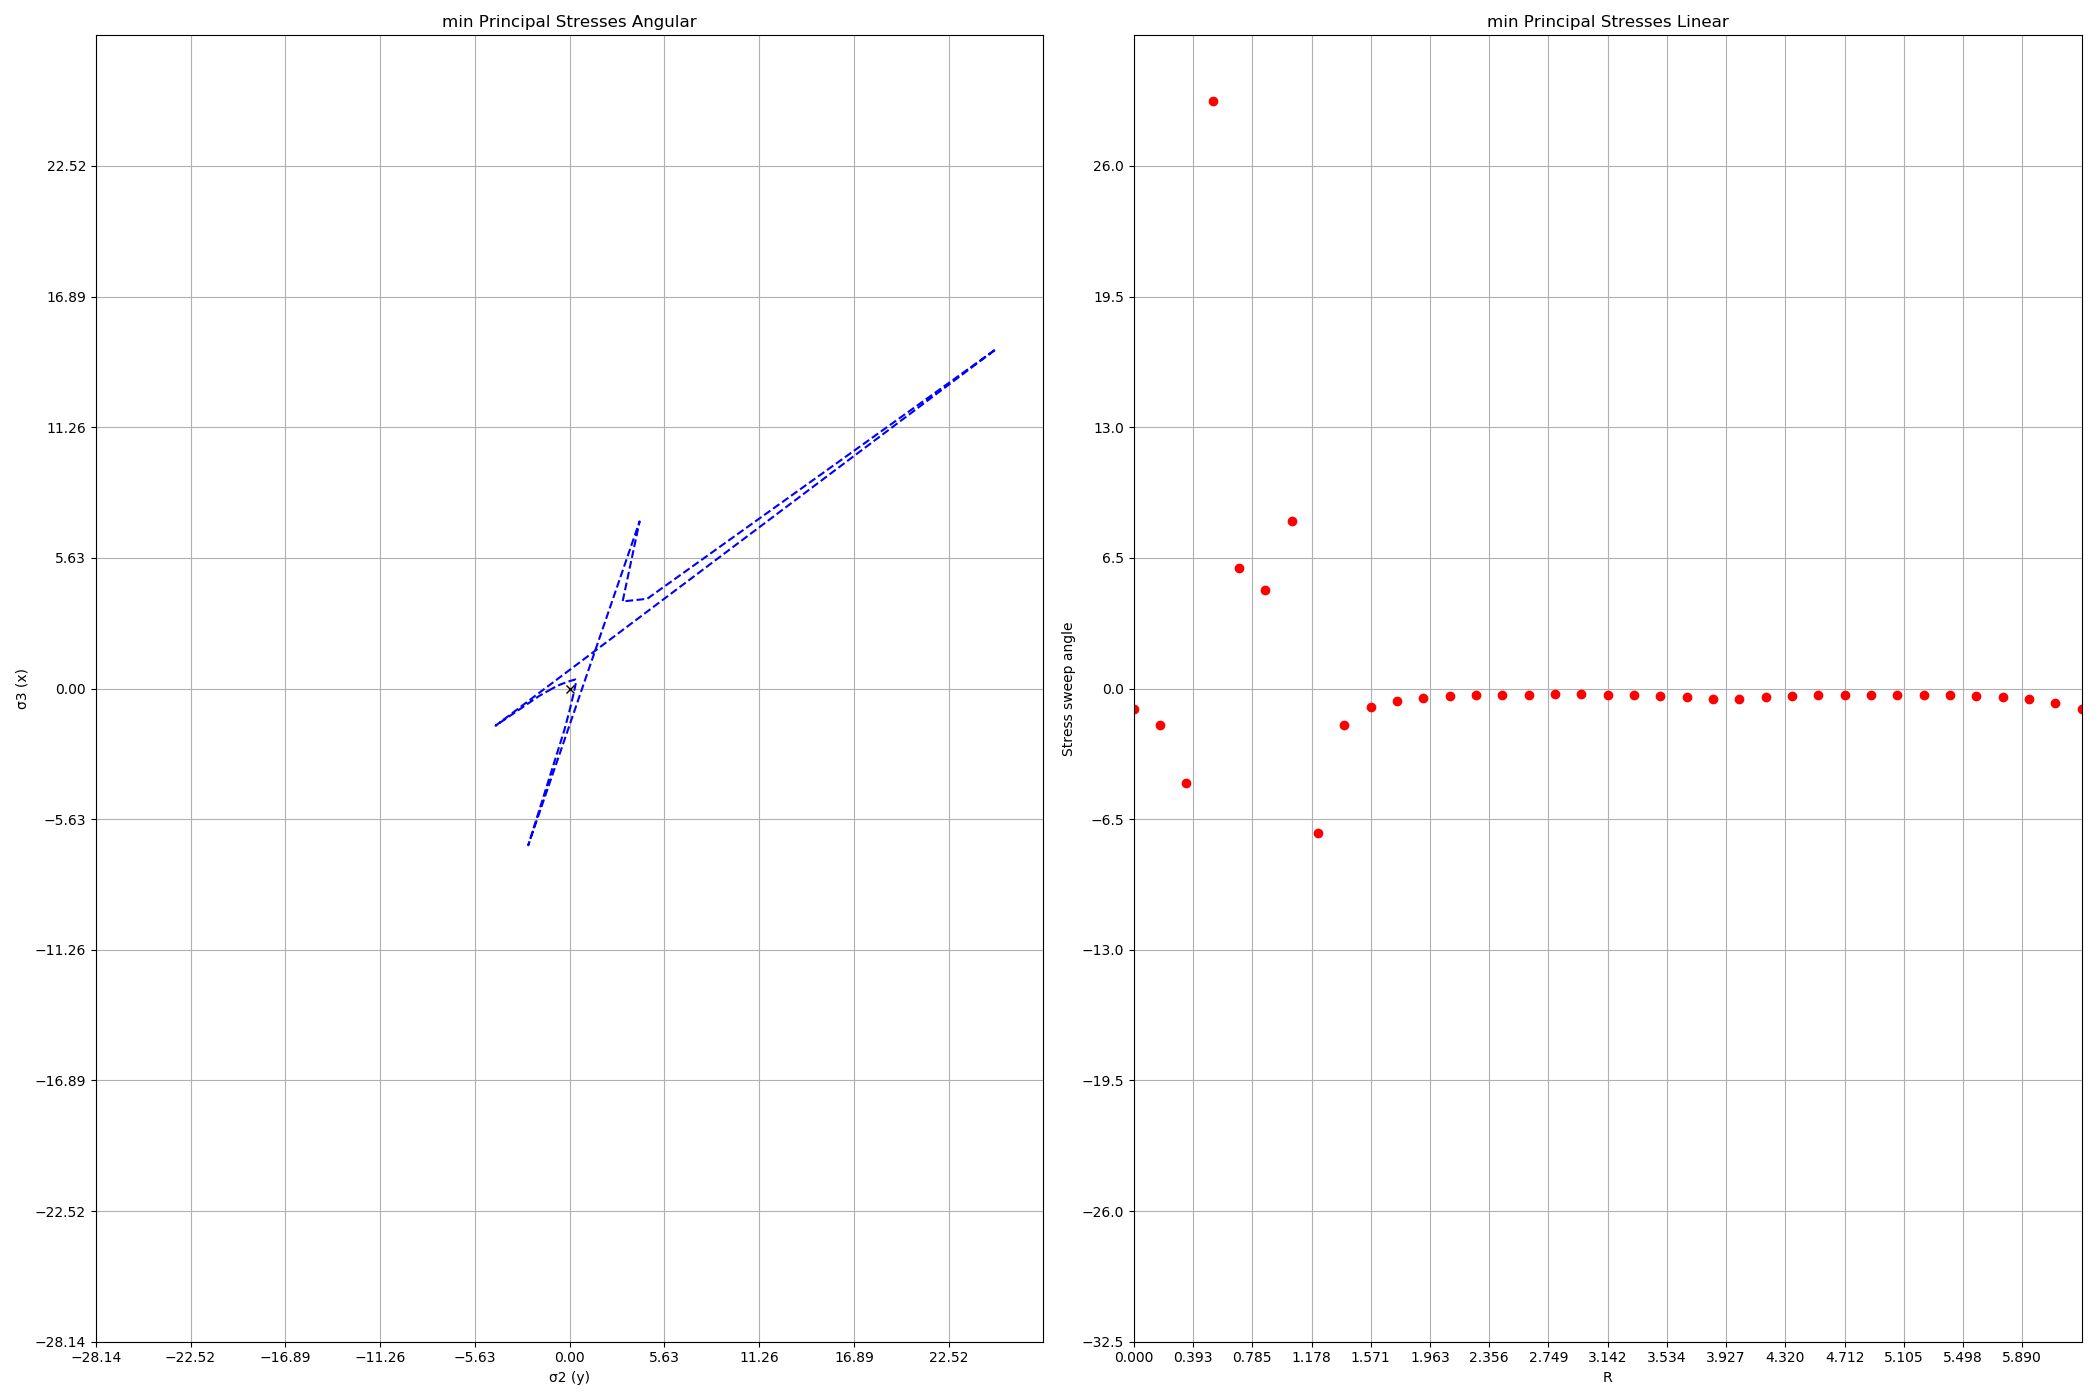 min Principal Stresses Angular
22.52
16.89
11.26
5.63
0.00
−5.63
−11.26
−16.89
−22.52
−28.14
σ3 (x)
−28.14 −22.52 −16.89 −11.26 −5.63 0.00 5.63 11.26 16.89 22.52
σ2 (y)
min Principal Stresses Linear
26.0
19.5
13.0
6.5
0.0
−6.5
−13.0
−19.5
−26.0
−32.5
Stress sweep angle
0.000 0.393 0.785 1.178 1.571 1.963 2.356 2.749 3.142 3.534 3.927 4.320 4.712 5.105 5.498 5.890
R